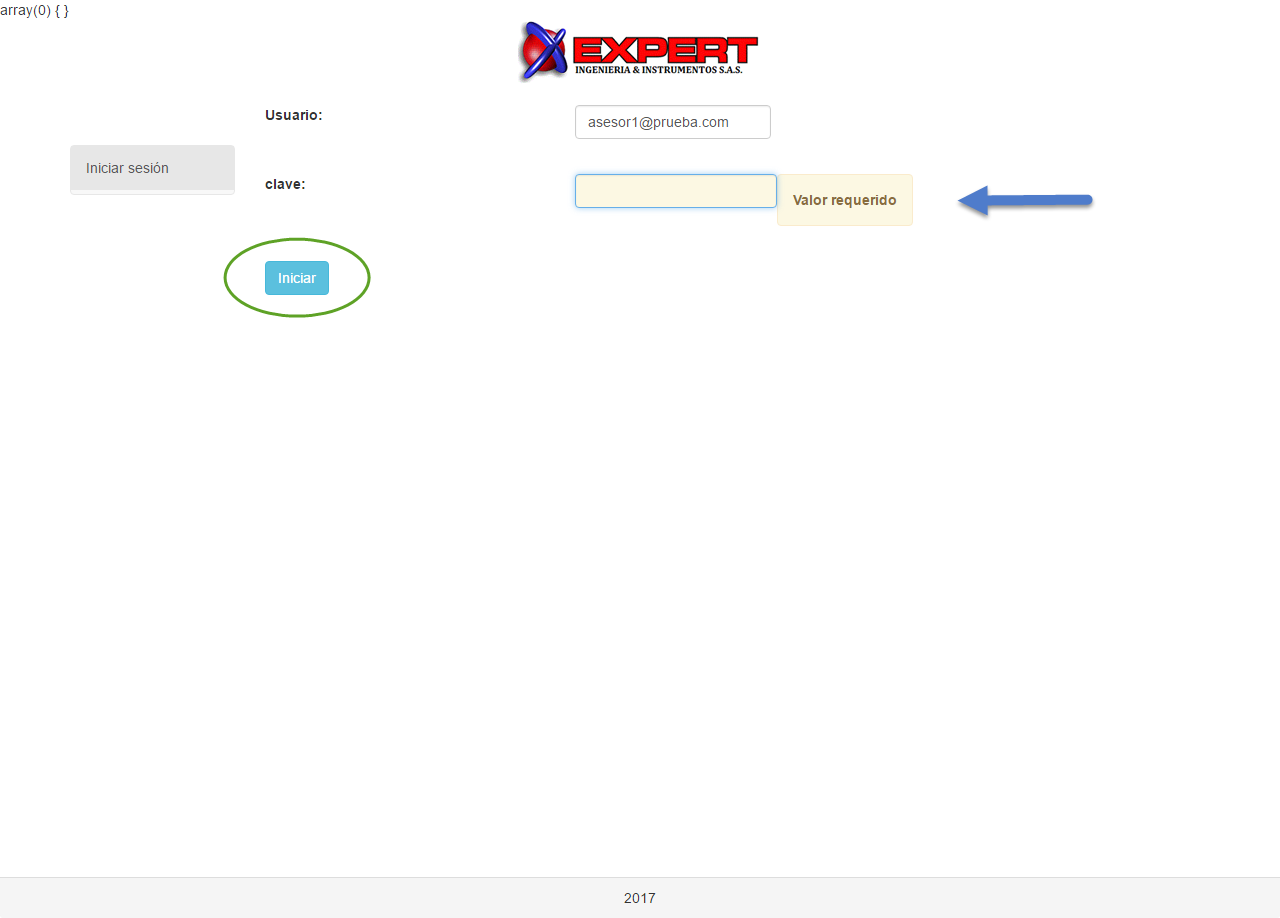 array(0) { }
EXPERT
INGENIERIA & INSTRUMENTOS S.A.S.
Usuario:
asesor1@prueba.com
Iniciar sesión
clave:
Valor requerido
Iniciar
2017